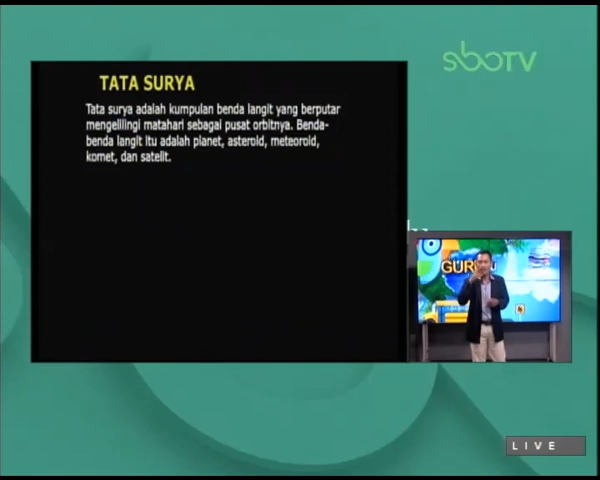 sboTV
TATA SURYA
Tata surya adalah kumpulan benda langit yang berputar
mengelilingi matahari sebagai pusat orbitnya. Benda-
benda langit itu adalah planet, asteroid, meteoroid,
komet, dan satelit.
LIVE